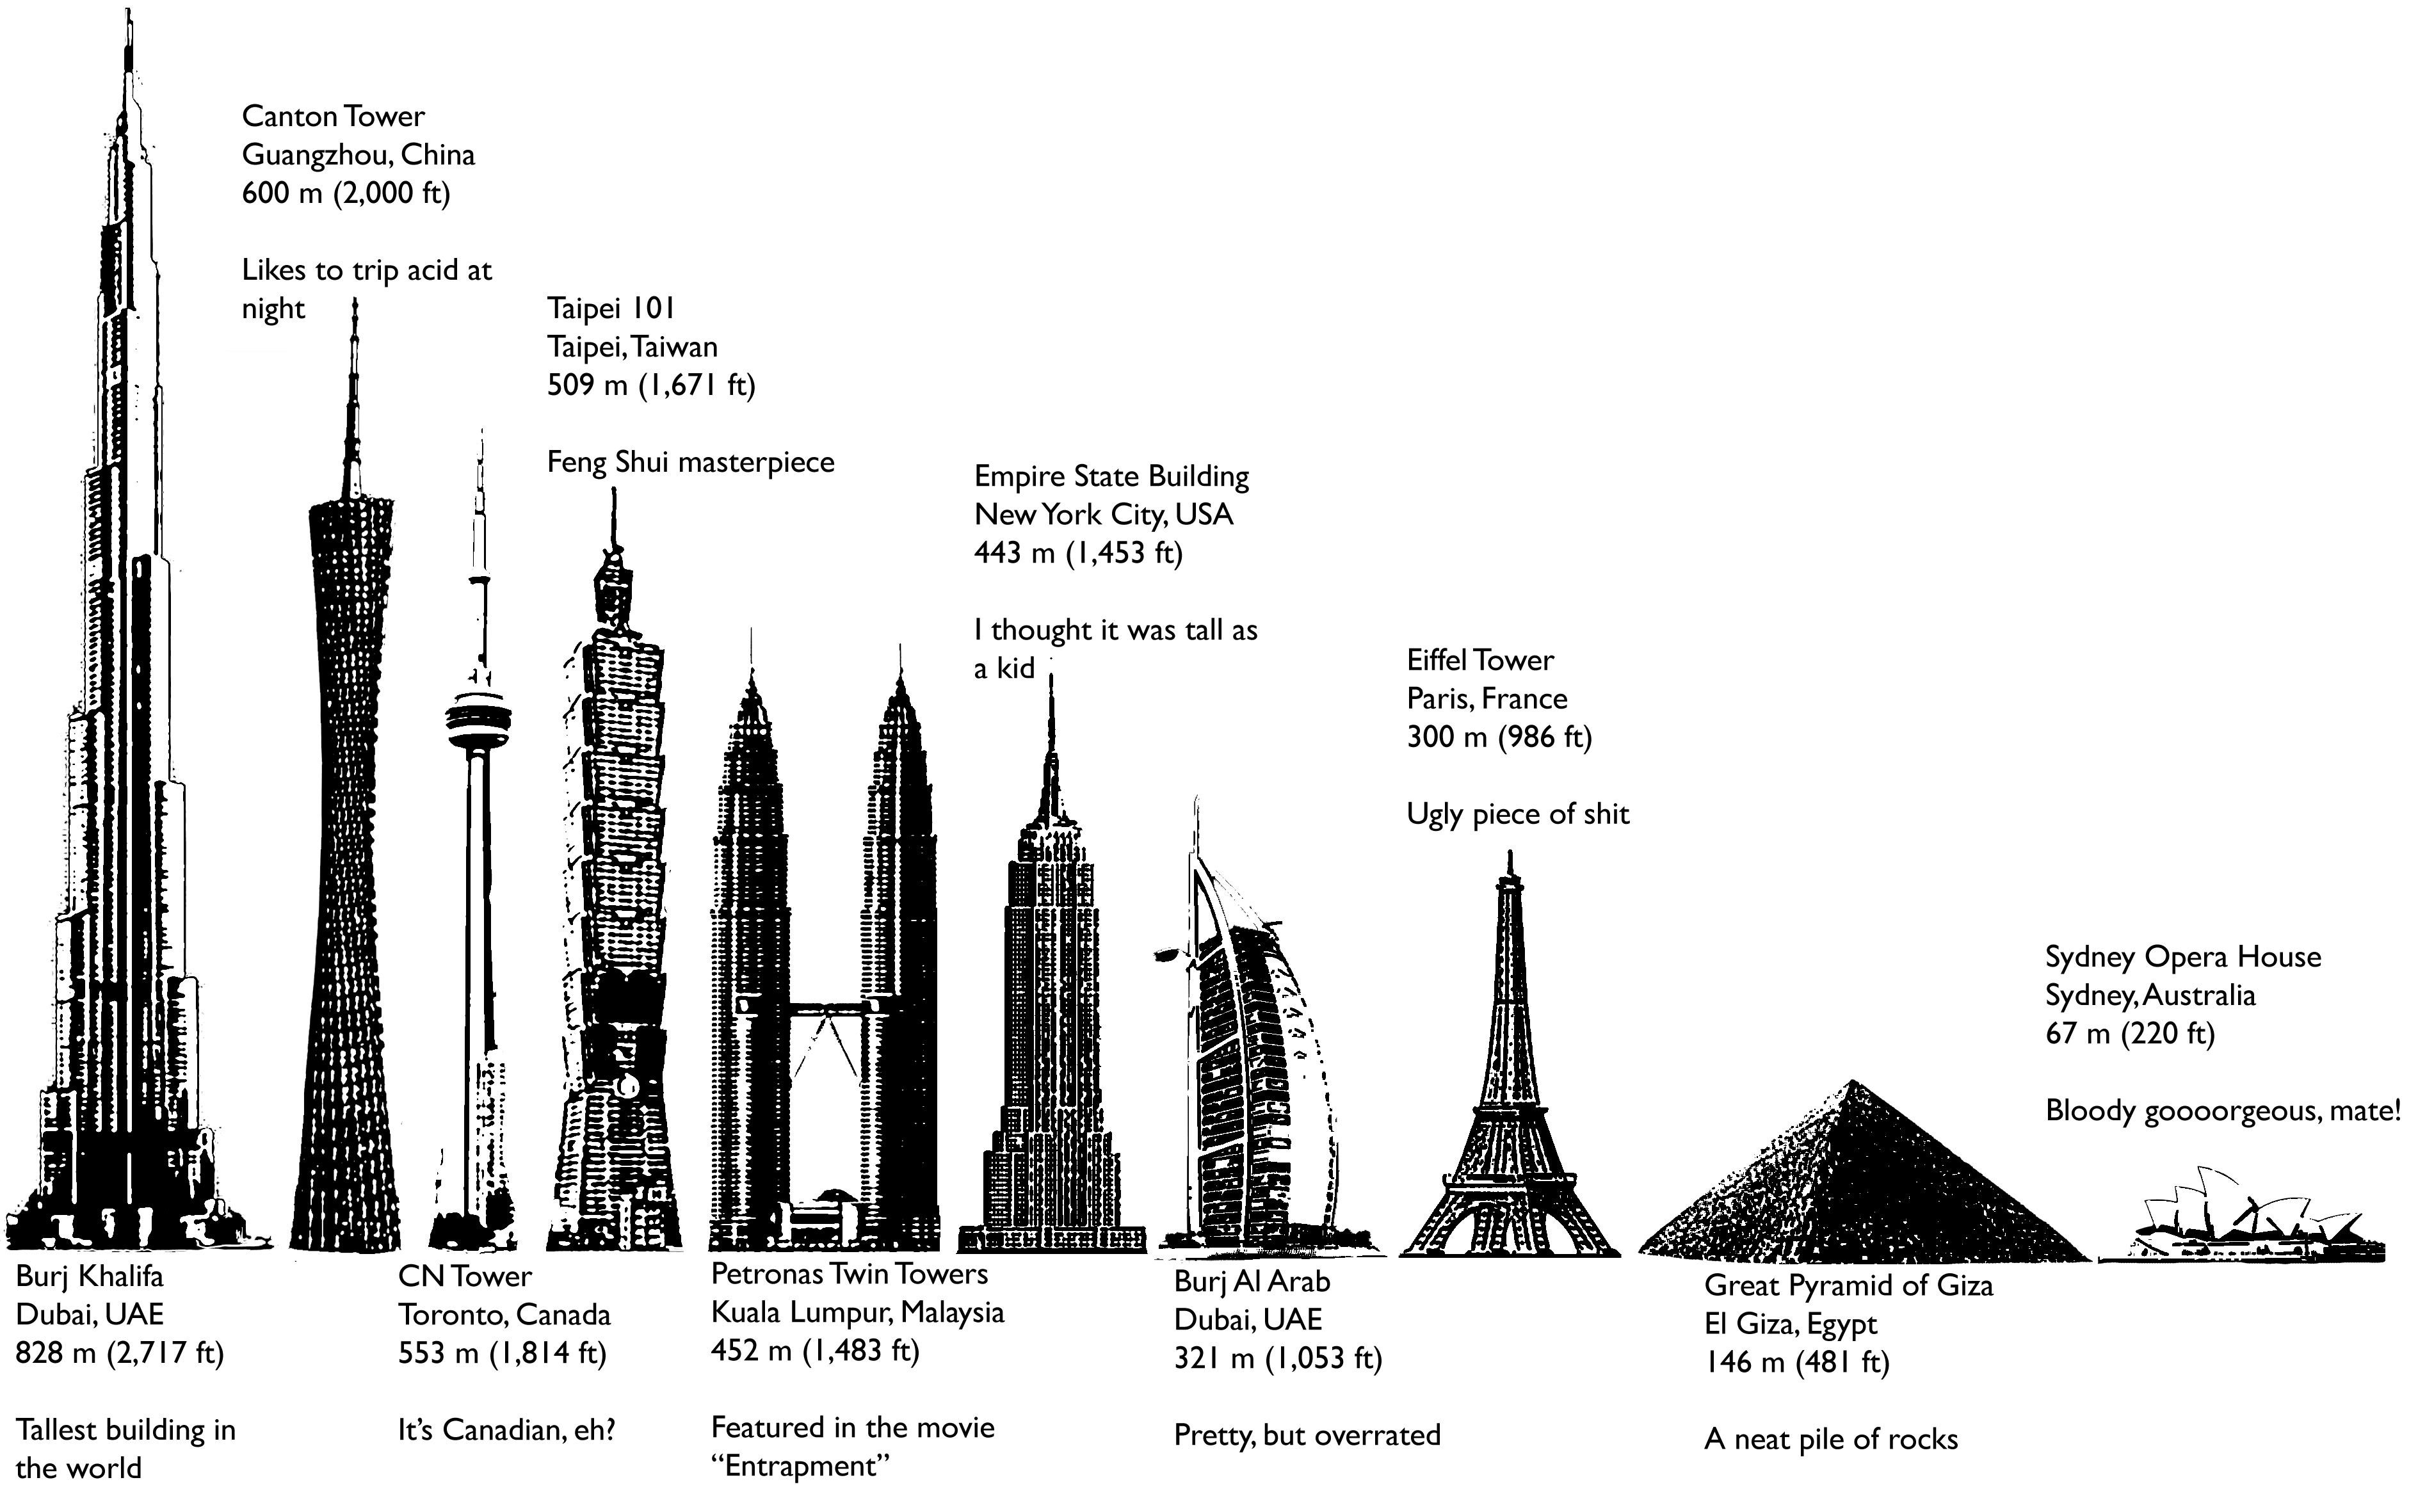 Canton Tower
Guangzhou, China
600 m (2,000 ft)
Likes to trip acid at
night
Taipei 101
Taipei, Taiwan
509 m (1,671 ft)
Feng Shui masterpiece
Empire State Building
New York City, USA
443 m (1,453 ft)
I thought it was tall as
a kid
Eiffel Tower
Paris, France
300 m (986 ft)
Ugly piece of shit
Sydney Opera House
Sydney, Australia
67 m (220 ft)
Bloody goooorgeous, mate!
Burj Khalifa
Dubai, UAE
828 m (2,717 ft)
Tallest building in
the world
CN Tower
Toronto, Canada
553 m (1,814 ft)
It's Canadian, eh?
Petronas Twin Towers
Kuala Lumpur, Malaysia
452 m (1,483 ft)
Featured in the movie
“Entrapment”
Burj Al Arab
Dubai, UAE
321 m (1,053 ft)
Pretty, but overrated
Great Pyramid of Giza
El Giza, Egypt
146 m (481 ft)
A neat pile of rocks